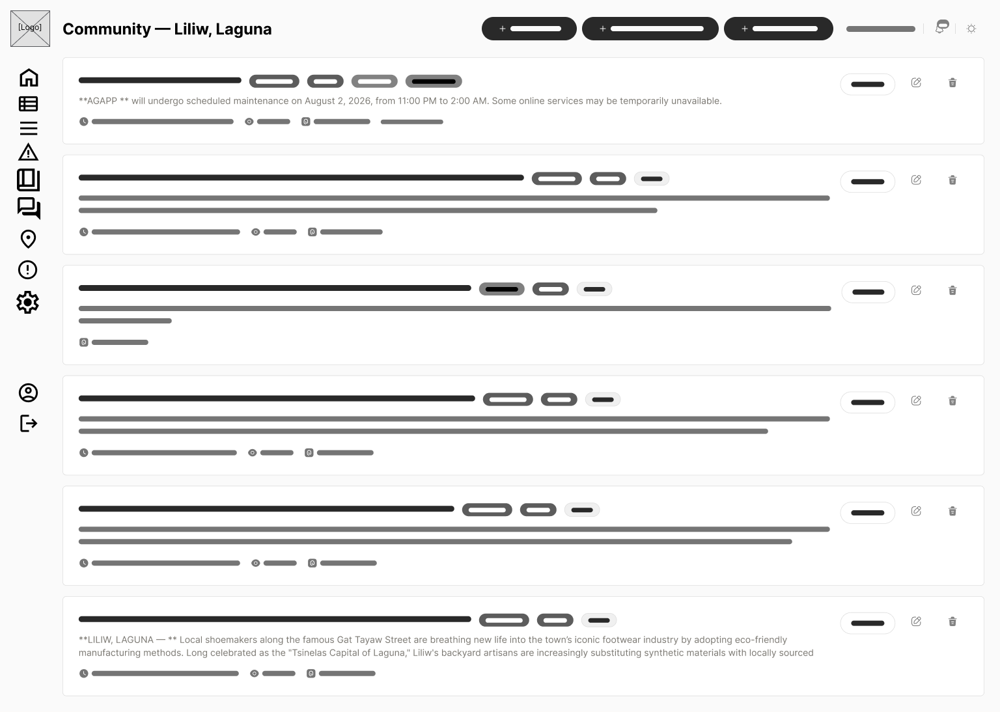 [Logo]
Community — Liliw, Laguna
**AGAPP ** will undergo scheduled maintenance on August 2, 2026, from 11:00 PM to 2:00 AM. Some online services may be temporarily unavailable.
**LILIW, LAGUNA — ** Local shoemakers along the famous Gat Tayaw Street are breathing new life into the town’s iconic footwear industry by adopting eco-friendly
manufacturing methods. Long celebrated as the "Tsinelas Capital of Laguna," Liliw's backyard artisans are increasingly substituting synthetic materials with locally sourced